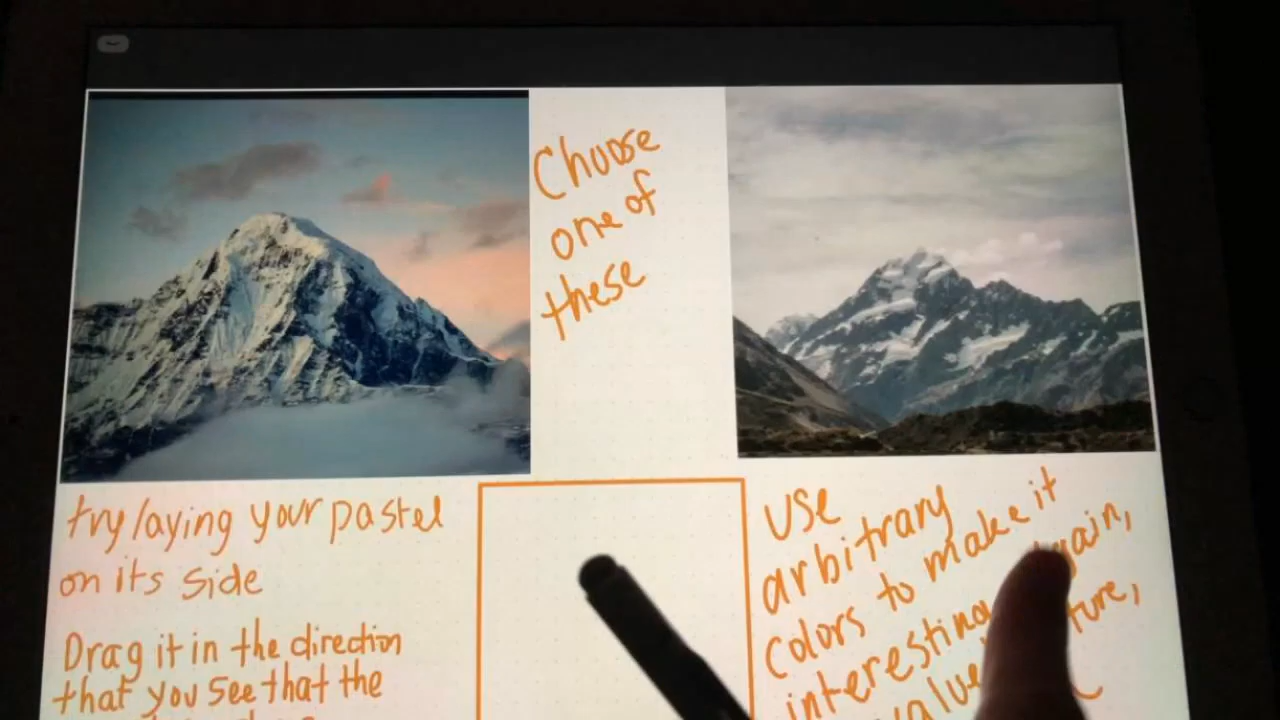 Choose
one of
these
try laying your pastel
on its side
Drag it in the direction
that you see that the
Use
arbitrary
colors to make it
interesting